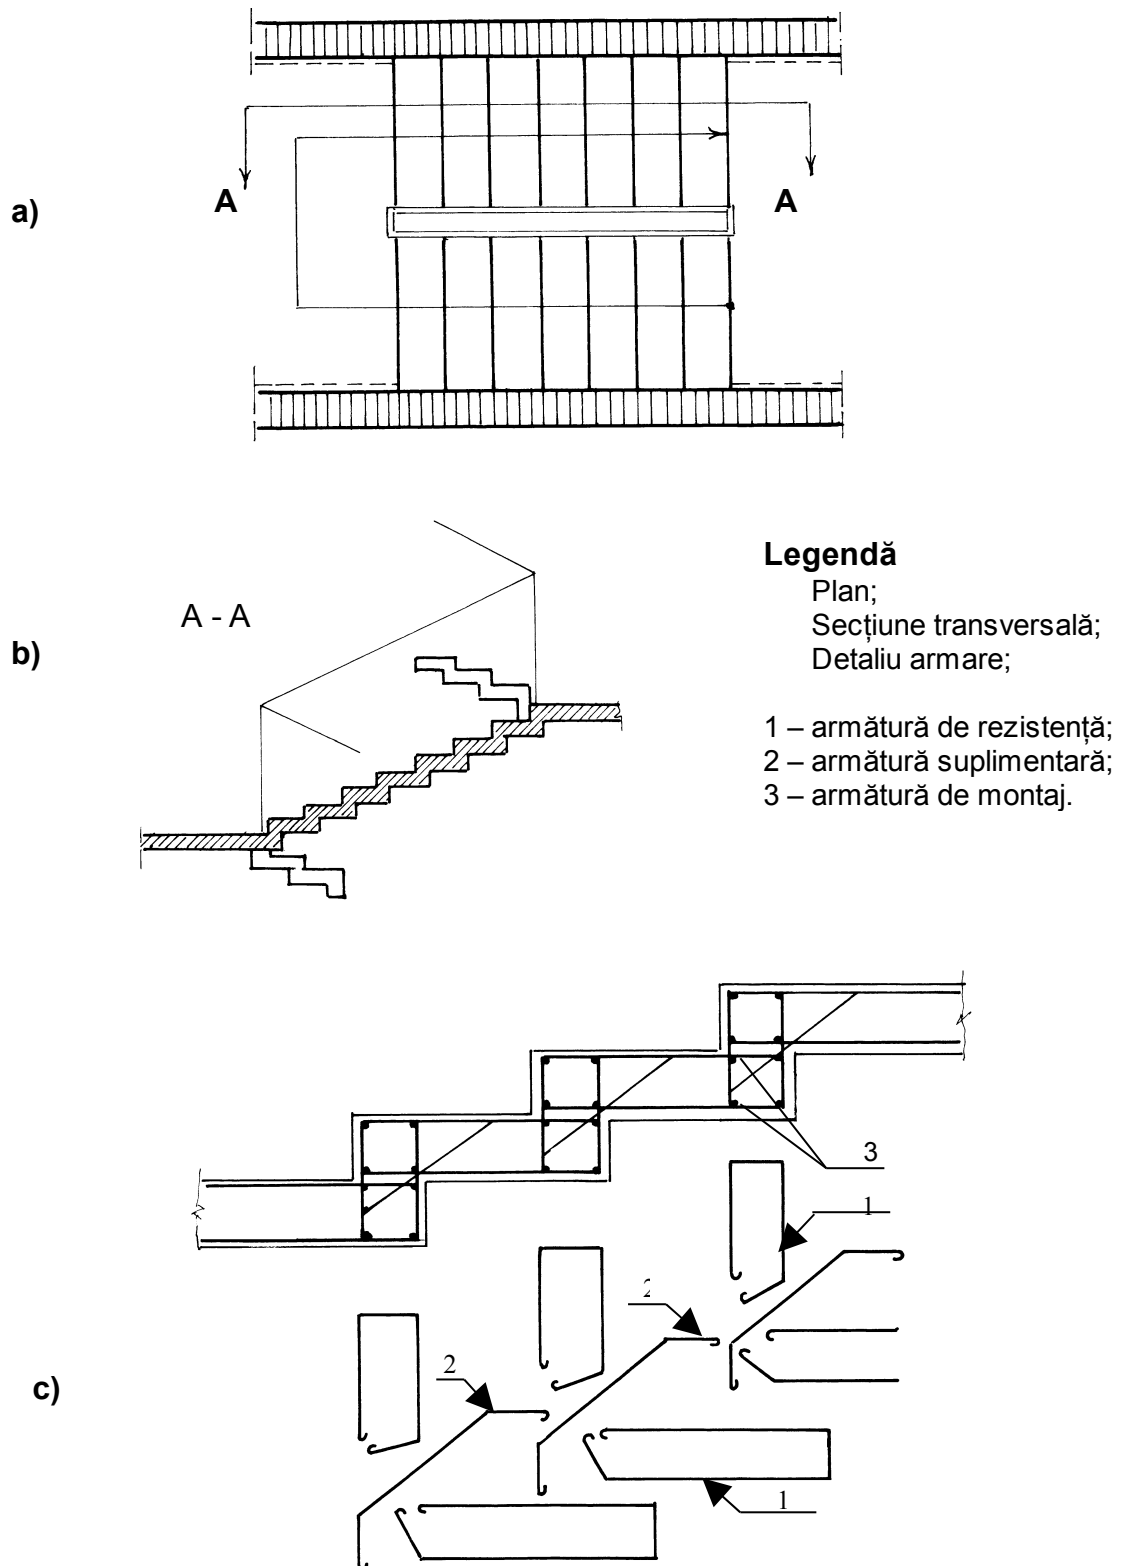 A
A
a)
A - A
b)
Legendă
Plan;
Secțiune transversală;
Detaliu armare;
1 – armătură de rezistență;
2 – armătură suplimentară;
3 – armătură de montaj.
3
1
2
2
c)
1